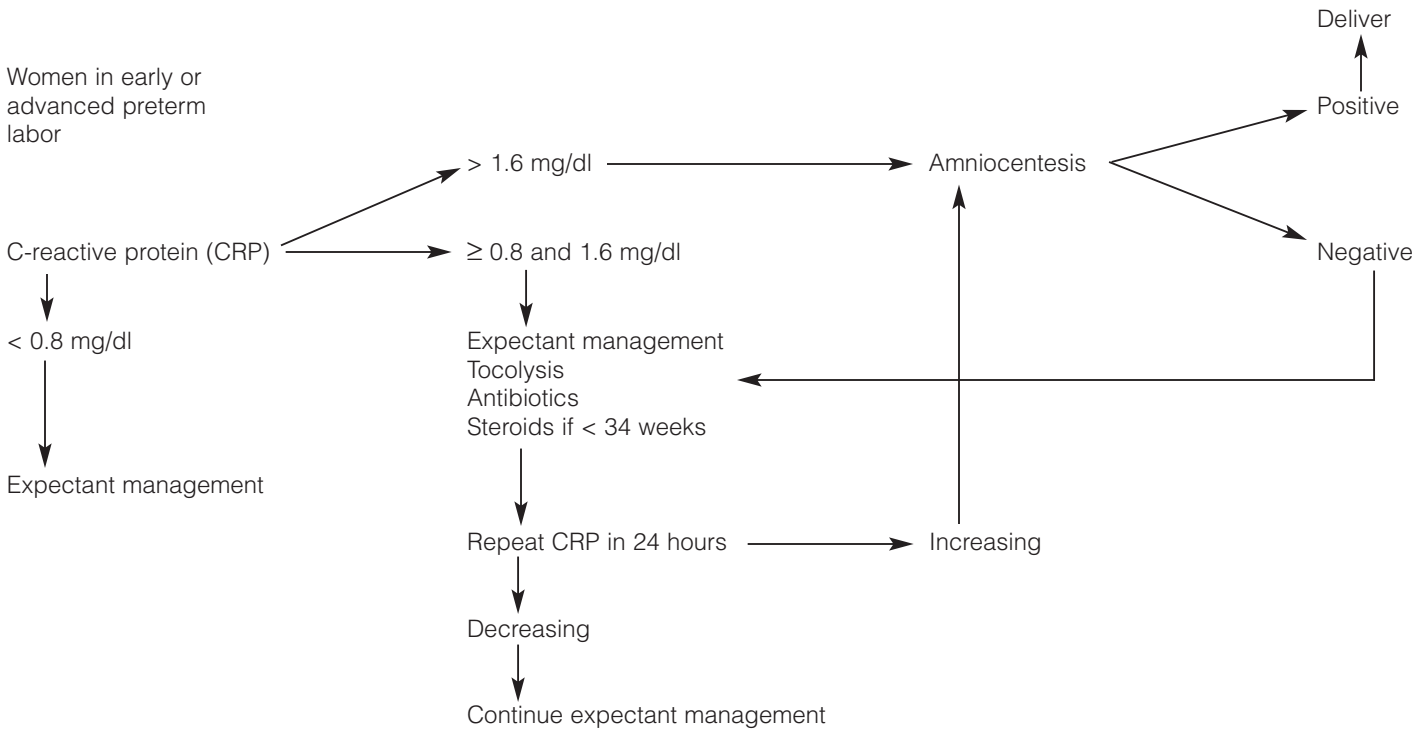 Deliver
Women in early or
advanced preterm
labor
Positive
> 1.6 mg/dl
Amniocentesis
C-reactive protein (CRP)
≥ 0.8 and 1.6 mg/dl
Negative
< 0.8 mg/dl
Expectant management
Tocolysis
Antibiotics
Steroids if < 34 weeks
Expectant management
Repeat CRP in 24 hours
Increasing
Decreasing
Continue expectant management